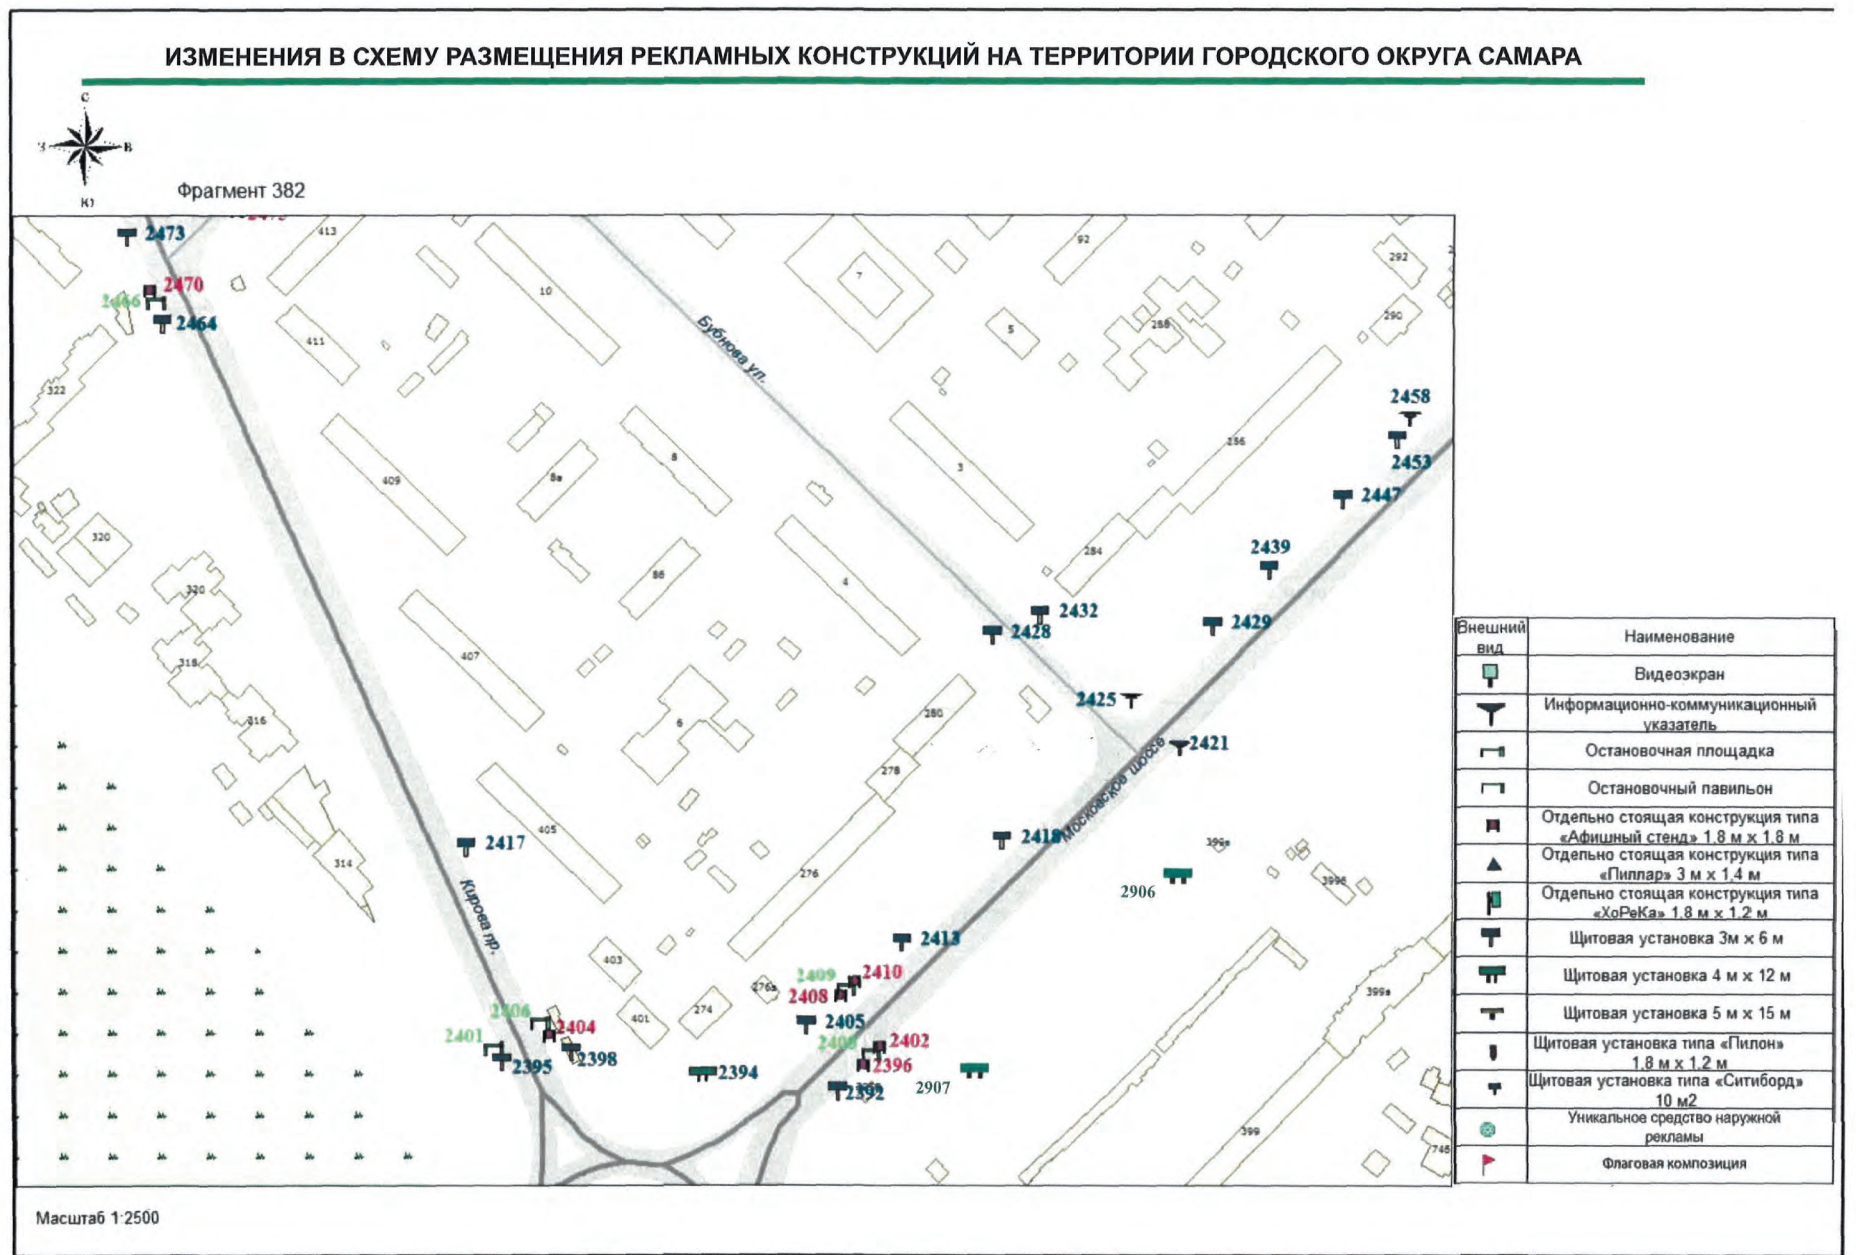 ИЗМЕНЕНИЯ В СХЕМУ РАЗМЕЩЕНИЯ РЕКЛАМНЫХ КОНСТРУКЦИЙ НА ТЕРРИТОРИИ ГОРОДСКОГО ОКРУГА САМАРА
С
З
В
Ю
Фрагмент 382
2473
413
10
7
92
292
2470
2466
2464
411
5
288
290
322
Бубнова ул.
2458
2453
2447
409
8а
8
3
286
320
86
4
284
2439
320
2432
2428
2429
318
407
316
6
280
2425
2421
278
Московское шоссе
405
2417
2418
314
276
399в
399б
2906
Кирова пр.
2413
403
2409
2410
2408
276а
399а
401
274
2406
2404
2405
2401
2402
2398
2395
2394
2396
2392
2907
399
Внешний вид
Наименование
Видеоэкран
Информационно-коммуникационный
указатель
Остановочная площадка
Остановочный павильон
Отдельно стоящая конструкция типа
«Афишный стенд» 1.8 м x 1.8 м
Отдельно стоящая конструкция типа
«Пиллар» 3 м x 1,4 м
Отдельно стоящая конструкция типа
«ХоРеКа» 1.8 м x 1.2 м
Щитовая установка 3м x 6 м
Щитовая установка 4 м x 12 м
Щитовая установка 5 м x 15 м
Щитовая установка типа «Пилон»
1.8 м x 1.2 м
Щитовая установка типа «Ситиборд»
10 м2
Уникальное средство наружной
рекламы
Флаговая композиция
Масштаб 1:2500